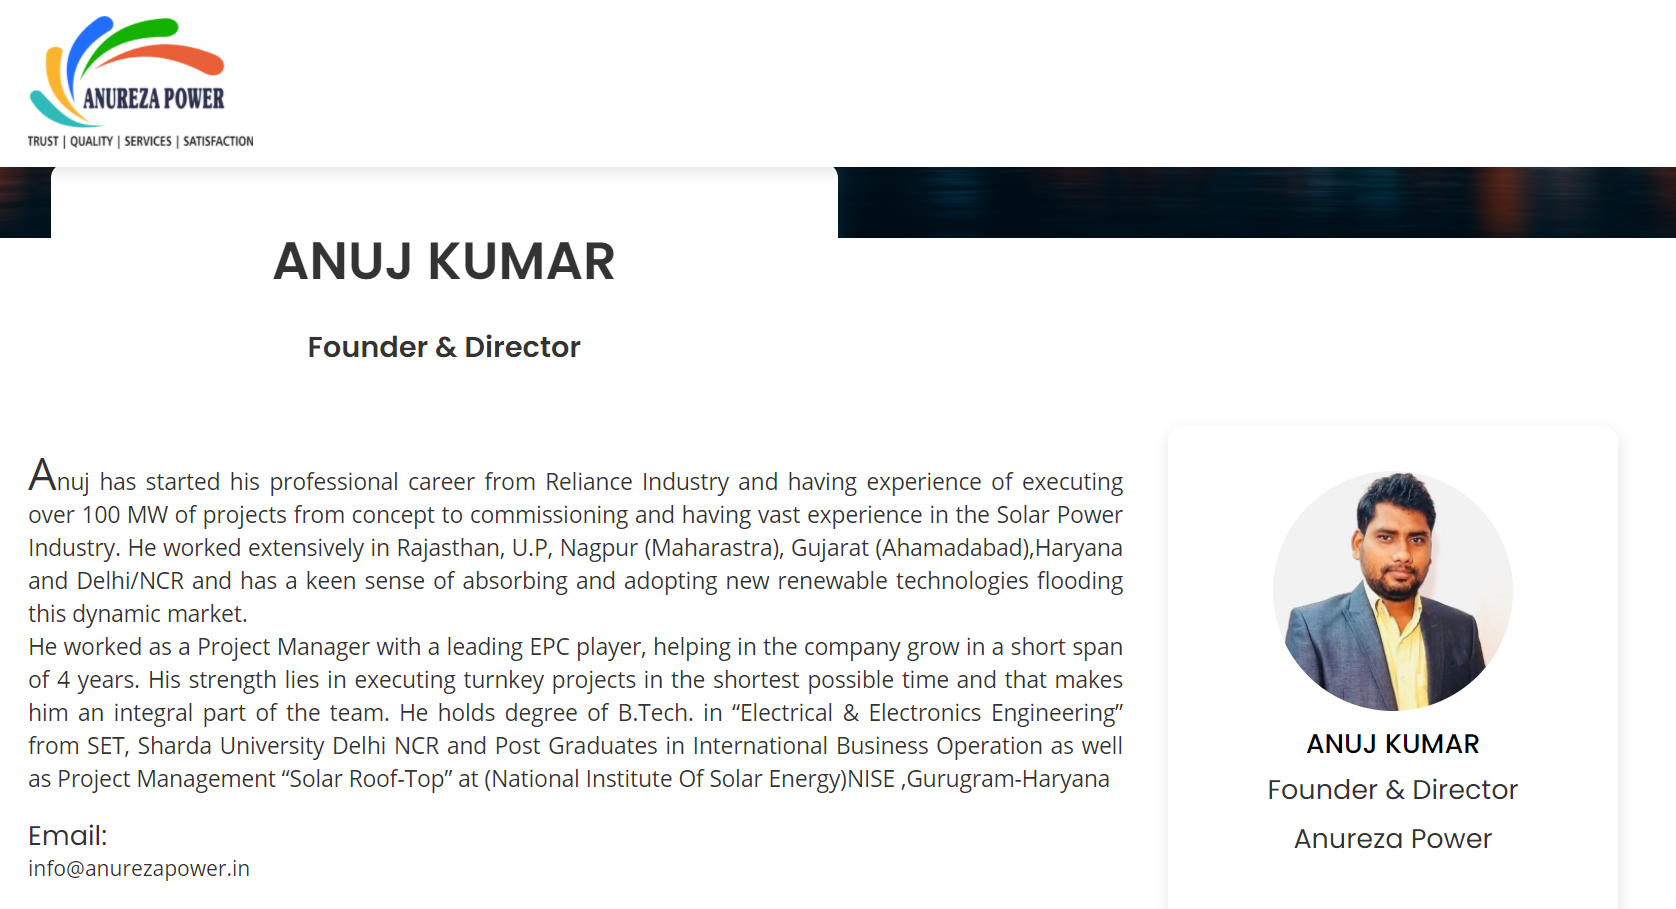 ANUREZA POWER
TRUST | QUALITY | SERVICES | SATISFACTION
ANUJ KUMAR
Founder & Director
Anuj has started his professional career from Reliance Industry and having experience of executing
over 100 MW of projects from concept to commissioning and having vast experience in the Solar Power
Industry. He worked extensively in Rajasthan, U.P, Nagpur (Maharastra), Gujarat (Ahamadabad),Haryana
and Delhi/NCR and has a keen sense of absorbing and adopting new renewable technologies flooding
this dynamic market.
He worked as a Project Manager with a leading EPC player, helping in the company grow in a short span
of 4 years. His strength lies in executing turnkey projects in the shortest possible time and that makes
him an integral part of the team. He holds degree of B.Tech. in “Electrical & Electronics Engineering”
from SET, Sharda University Delhi NCR and Post Graduates in International Business Operation as well
as Project Management “Solar Roof-Top” at (National Institute Of Solar Energy)NISE ,Gurugram-Haryana
Email:
info@anurezapower.in
ANUJ KUMAR
Founder & Director
Anureza Power